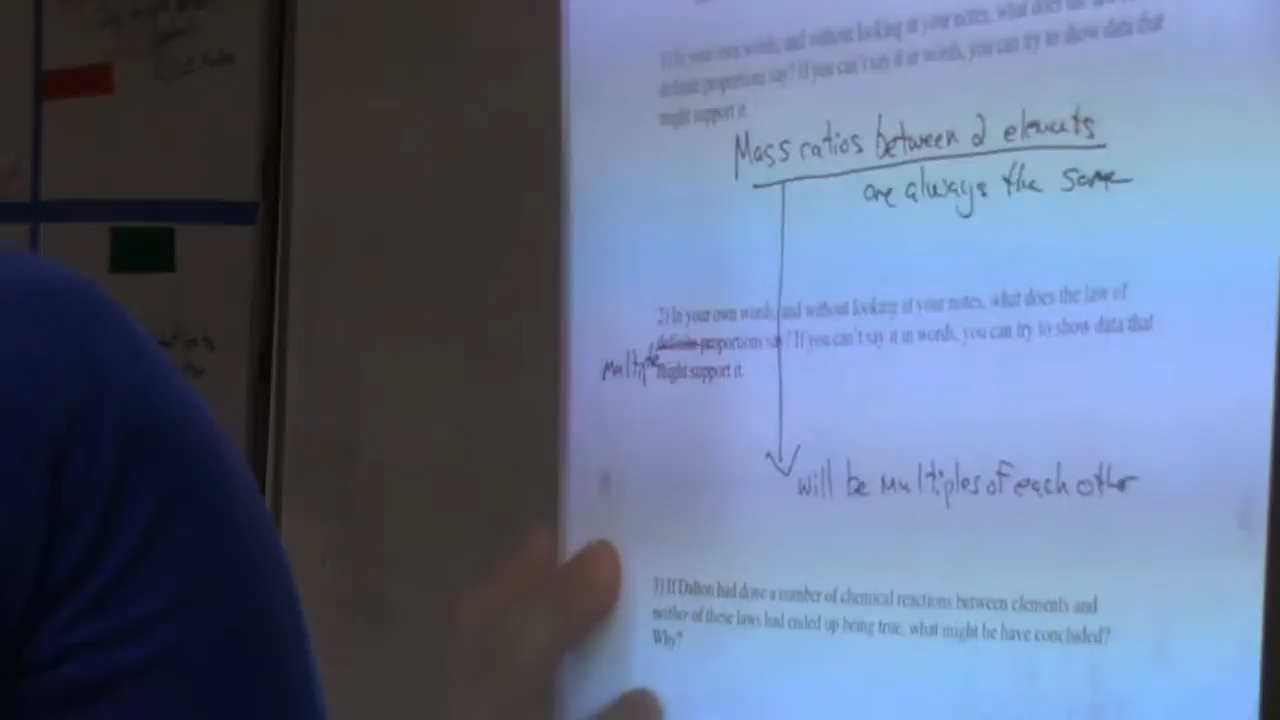 1) In your own words, and without looking at your notes, what does the law of
definite proportions say? If you can't say it in words, you can try to show data that
might support it.
Mass ratios between 2 elements
are always the same
2) In your own words, and without looking at your notes, what does the law of
definite proportions say? If you can't say it in words, you can try to show data that
Multiple might support it.
will be multiples of each other
3) If Dalton had done a number of chemical reactions between elements and
neither of these laws had ended up being true, what might he have concluded?
Why?